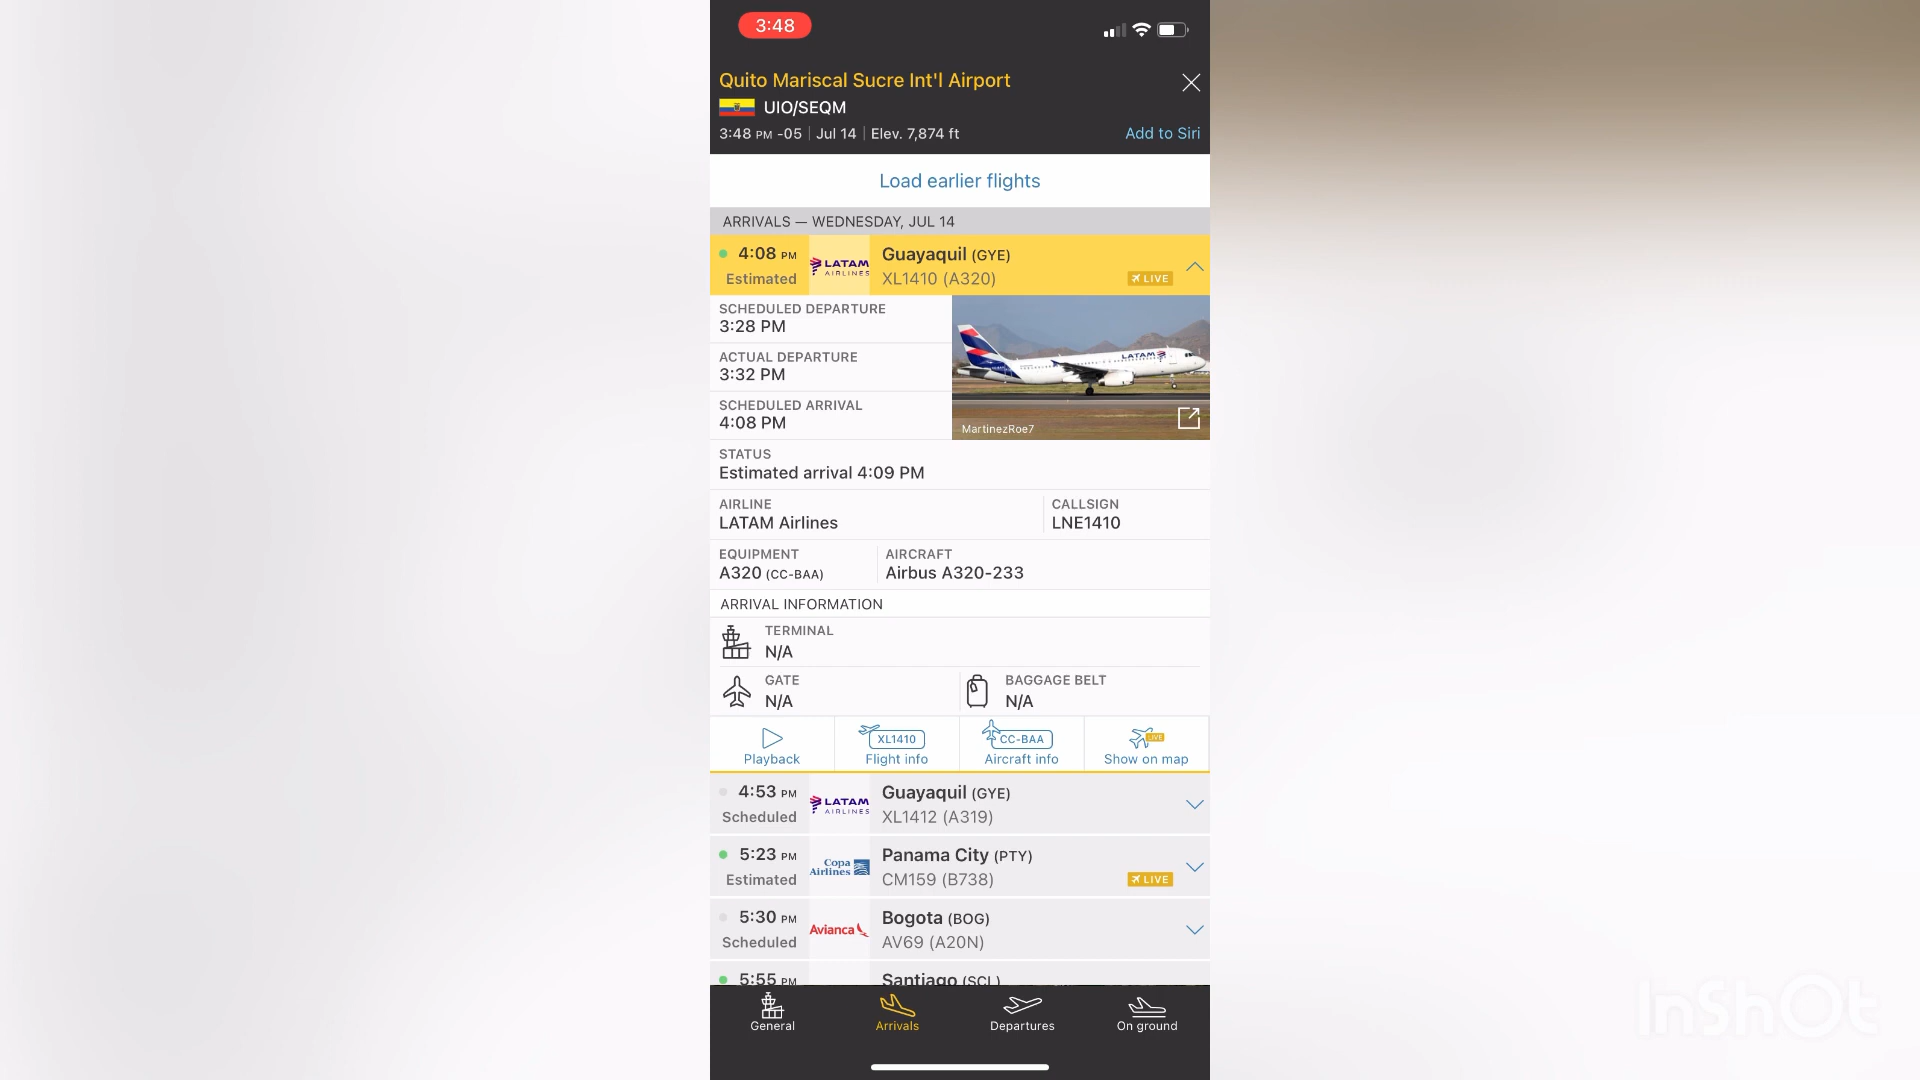 3:48
Quito Mariscal Sucre Int'l Airport
UIO/SEQM
3:48 PM -05 | Jul 14 | Elev. 7,874 ft
Add to Siri
Load earlier flights
ARRIVALS — WEDNESDAY, JUL 14
4:08 PM
Estimated
LATAM
AIRLINES
Guayaquil (GYE)
XL1410 (A320)
LIVE
SCHEDULED DEPARTURE
3:28 PM
ACTUAL DEPARTURE
3:32 PM
SCHEDULED ARRIVAL
4:08 PM
LATAM
MartinezRoe7
STATUS
Estimated arrival 4:09 PM
AIRLINE
LATAM Airlines
CALLSIGN
LNE1410
EQUIPMENT
A320 (CC-BAA)
AIRCRAFT
Airbus A320-233
ARRIVAL INFORMATION
TERMINAL
N/A
GATE
N/A
BAGGAGE BELT
N/A
Playback
XL1410
Flight info
CC-BAA
Aircraft info
LIVE
Show on map
4:53 PM
Scheduled
LATAM
AIRLINES
Guayaquil (GYE)
XL1412 (A319)
5:23 PM
Estimated
Copa
Airlines
Panama City (PTY)
CM159 (B738)
LIVE
5:30 PM
Scheduled
Avianca
Bogota (BOG)
AV69 (A20N)
5:55 PM
Santiago (SCL)
General
Arrivals
Departures
On ground
InShOt